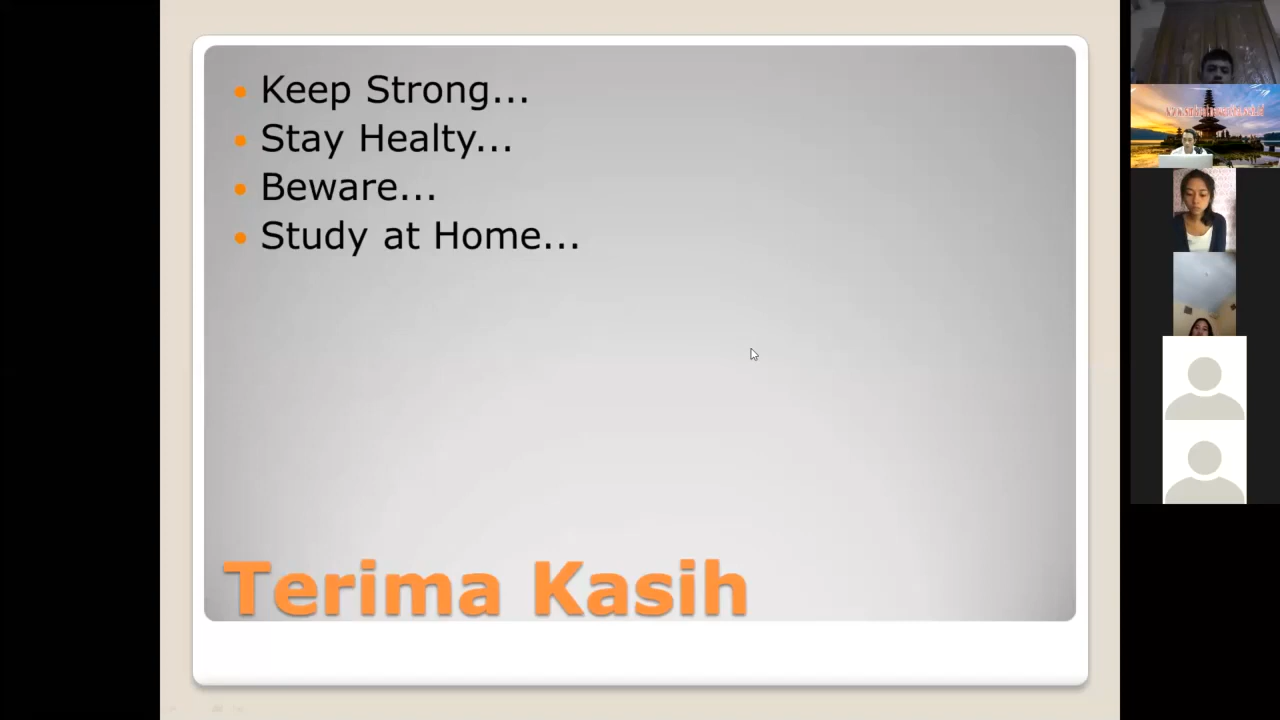 Keep Strong...
Stay Healty...
Beware...
Study at Home...
Terima Kasih